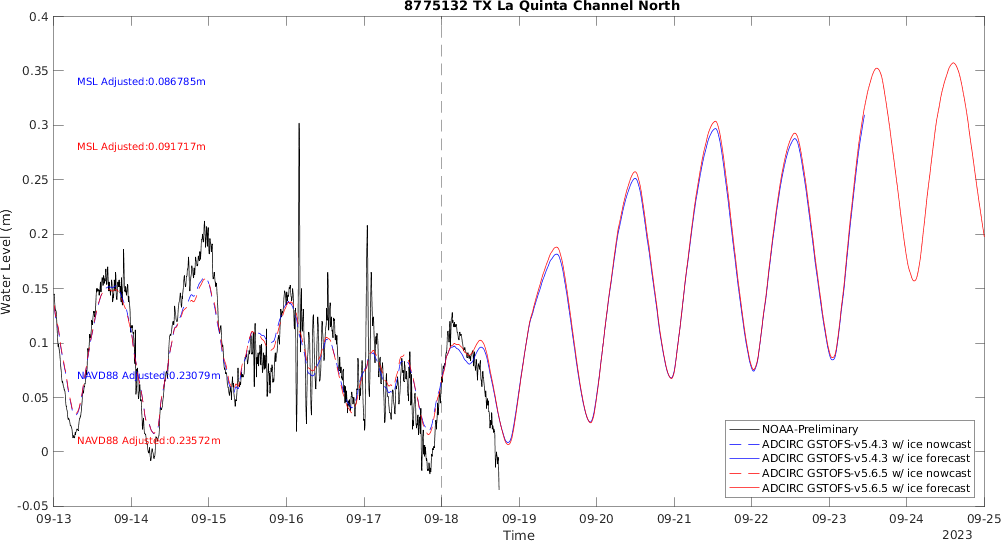 8775132 TX La Quinta Channel North
0.4
0.35
0.3
0.25
0.2
0.15
0.1
0.05
0
-0.05
Water Level (m)
MSL Adjusted:0.086785m
MSL Adjusted:0.091717m
NAVD88 Adjusted:0.23079m
NAVD88 Adjusted:0.23572m
NOAA-Preliminary
ADCIRC GSTOFS-v5.4.3 w/ ice nowcast
ADCIRC GSTOFS-v5.4.3 w/ ice forecast
ADCIRC GSTOFS-v5.6.5 w/ ice nowcast
ADCIRC GSTOFS-v5.6.5 w/ ice forecast
09-13 09-14 09-15 09-16 09-17 09-18 09-19 09-20 09-21 09-22 09-23 09-24 09-25
Time
2023